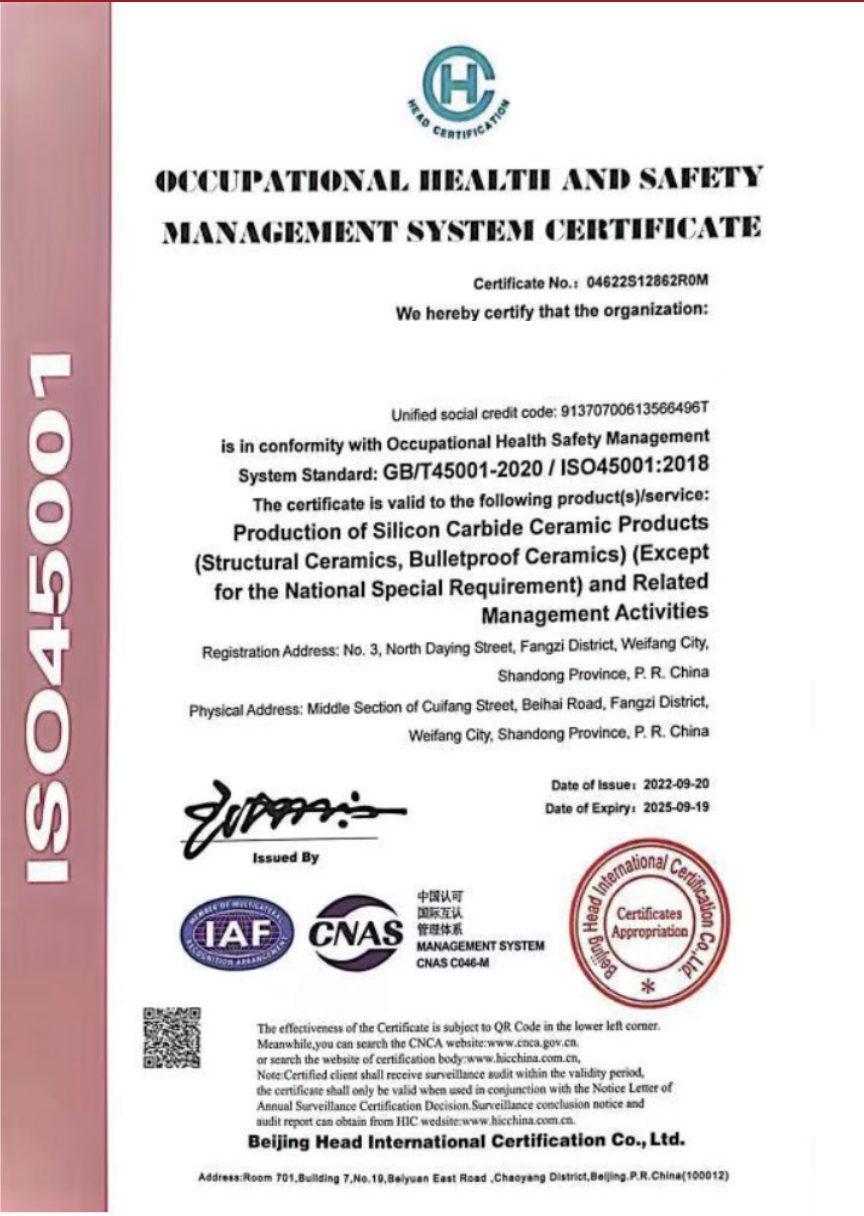 HEAD CERTIFICATION
OCCUPATIONAL HEALTH AND SAFETY
MANAGEMENT SYSTEM CERTIFICATE
Certificate No.: 04622S12862R0M
We hereby certify that the organization:
Unified social credit code: 91370700613566496T
is in conformity with Occupational Health Safety Management
System Standard: GB/T45001-2020 / ISO45001:2018
The certificate is valid to the following product(s)/service:
Production of Silicon Carbide Ceramic Products
(Structural Ceramics, Bulletproof Ceramics) (Except
for the National Special Requirement) and Related
Management Activities
Registration Address: No. 3, North Daying Street, Fangzi District, Weifang City,
Shandong Province, P. R. China
Physical Address: Middle Section of Cuifang Street, Beihai Road, Fangzi District,
Weifang City, Shandong Province, P. R. China
Date of Issue: 2022-09-20
Date of Expiry: 2025-09-19
Issued By
ISO45001
MEMBER OF MULTILATERAL
IAF
RECOGNITION ARRANGEMENT
CNAS
中国认可
国际互认
管理体系
MANAGEMENT SYSTEM
CNAS C046-M
Beijing Head International Certification Co.,Ltd.
Certificates
Appropriation
The effectiveness of the Certificate is subject to QR Code in the lower left corner.
Meanwhile,you can search the CNCA website:www.cnca.gov.cn.
or search the website of certification body:www.hicchina.com.cn,
Note:Certified client shall receive surveillance audit within the validity period,
the certificate shall only be valid when used in conjunction with the Notice Letter of
Annual Surveillance Certification Decision.Surveillance conclusion notice and
audit report can obtain from HIC wedsite:www.hicchina.com.cn.
Beijing Head International Certification Co., Ltd.
Address:Room 701,Building 7,No.19,Beiyuan East Road ,Chaoyang District,Beijing.P.R.China(100012)